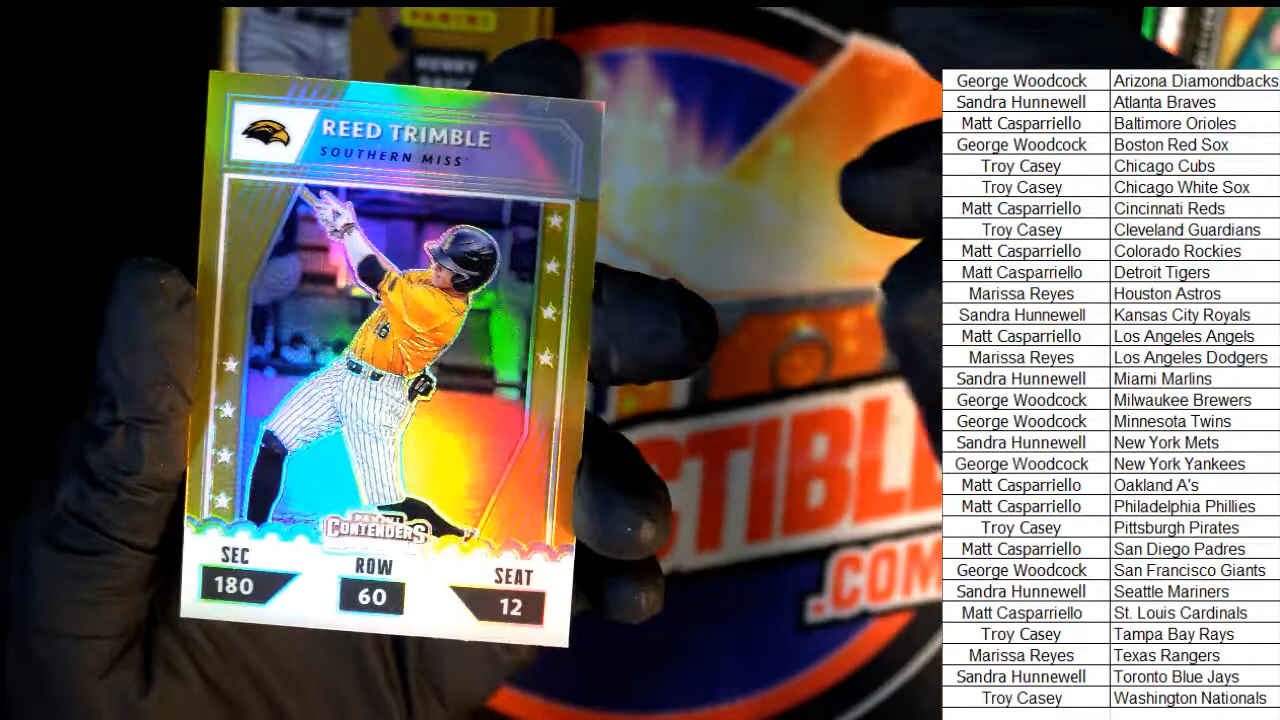 PANINI
REED TRIMBLE
SOUTHERN MISS
PANINI
CONTENDERS
SEC
180
ROW
60
SEAT
12
.COM
George Woodcock Arizona Diamondbacks
Sandra Hunnewell Atlanta Braves
Matt Casparriello Baltimore Orioles
George Woodcock Boston Red Sox
Troy Casey Chicago Cubs
Troy Casey Chicago White Sox
Matt Casparriello Cincinnati Reds
Troy Casey Cleveland Guardians
Matt Casparriello Colorado Rockies
Matt Casparriello Detroit Tigers
Marissa Reyes Houston Astros
Sandra Hunnewell Kansas City Royals
Matt Casparriello Los Angeles Angels
Marissa Reyes Los Angeles Dodgers
Sandra Hunnewell Miami Marlins
George Woodcock Milwaukee Brewers
George Woodcock Minnesota Twins
Sandra Hunnewell New York Mets
George Woodcock New York Yankees
Matt Casparriello Oakland A's
Matt Casparriello Philadelphia Phillies
Troy Casey Pittsburgh Pirates
Matt Casparriello San Diego Padres
George Woodcock San Francisco Giants
Sandra Hunnewell Seattle Mariners
Matt Casparriello St. Louis Cardinals
Troy Casey Tampa Bay Rays
Marissa Reyes Texas Rangers
Sandra Hunnewell Toronto Blue Jays
Troy Casey Washington Nationals